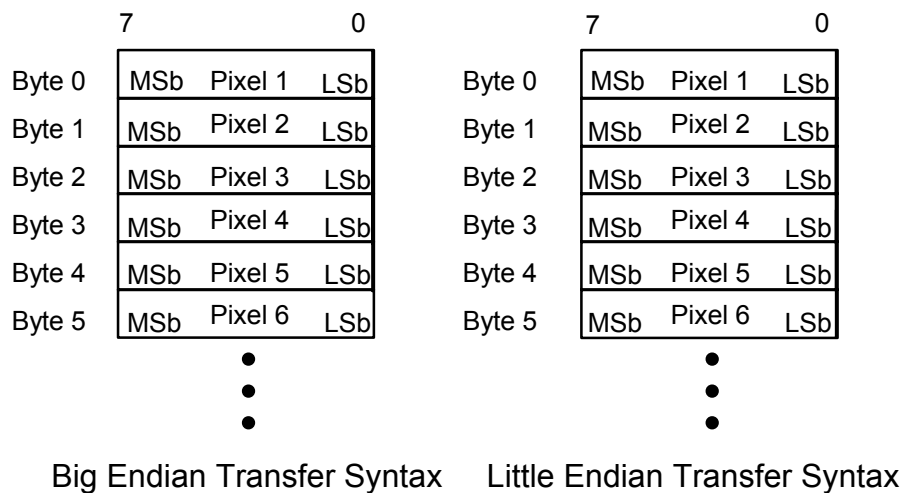 7 0 7 0
Byte 0 MSb Pixel 1 LSb Byte 0 MSb Pixel 1 LSb
Byte 1 MSb Pixel 2 LSb Byte 1 MSb Pixel 2 LSb
Byte 2 MSb Pixel 3 LSb Byte 2 MSb Pixel 3 LSb
Byte 3 MSb Pixel 4 LSb Byte 3 MSb Pixel 4 LSb
Byte 4 MSb Pixel 5 LSb Byte 4 MSb Pixel 5 LSb
Byte 5 MSb Pixel 6 LSb Byte 5 MSb Pixel 6 LSb
Big Endian Transfer Syntax Little Endian Transfer Syntax